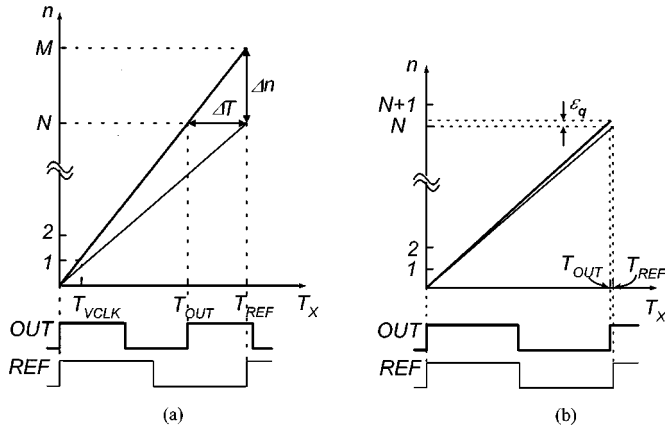 n
M
N
2
1
Δn
ΔT
T_VCLK T_OUT T_REF T_X
OUT
REF
(a)
n
N+1
N
2
1
ε_q
T_OUT T_REF
T_X
OUT
REF
(b)